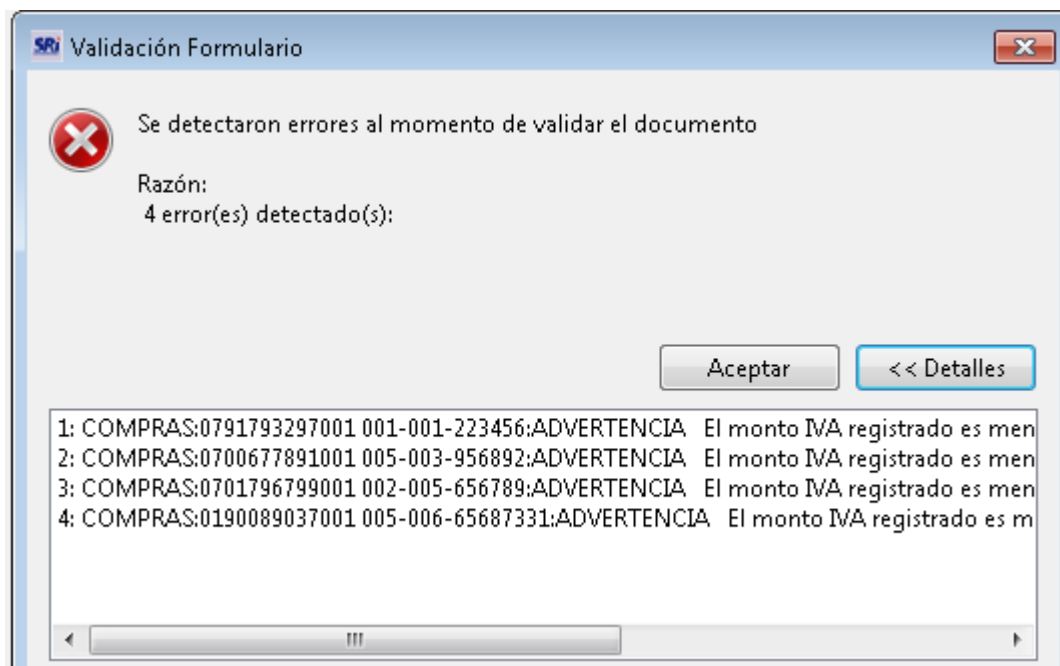 SRi Validación Formulario
Se detectaron errores al momento de validar el documento
Razón:
4 error(es) detectado(s):
Aceptar << Detalles
1: COMPRAS:0791793297001 001-001-223456:ADVERTENCIA El monto IVA registrado es men
2: COMPRAS:0700677891001 005-003-956892:ADVERTENCIA El monto IVA registrado es men
3: COMPRAS:0701796799001 002-005-656789:ADVERTENCIA El monto IVA registrado es men
4: COMPRAS:0190089037001 005-006-65687331:ADVERTENCIA El monto IVA registrado es m